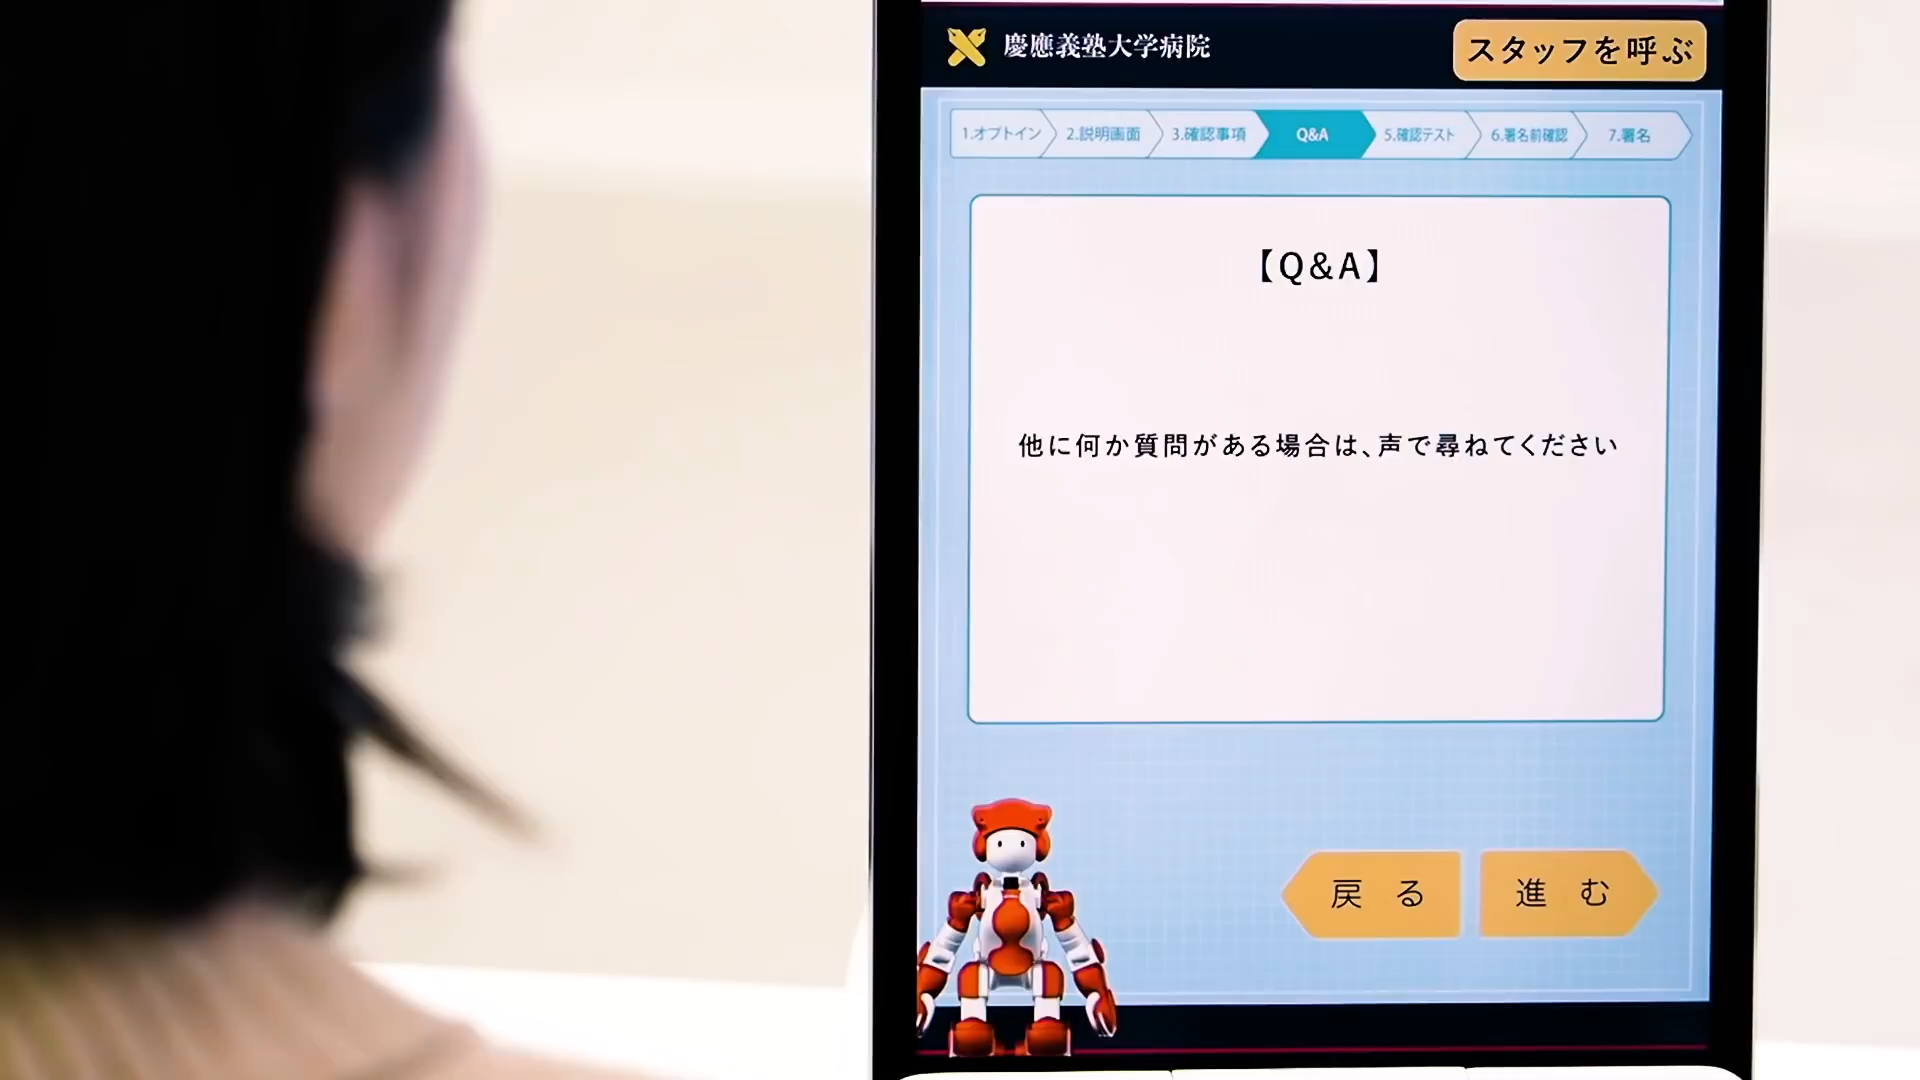 慶應義塾大学病院
スタッフを呼ぶ
1.オプトイン
2.説明画面
3.確認事項
Q&A
5.確認テスト
6.署名前確認
7.署名
【Q&A】
他に何か質問がある場合は、声で尋ねてください
戻る
進む